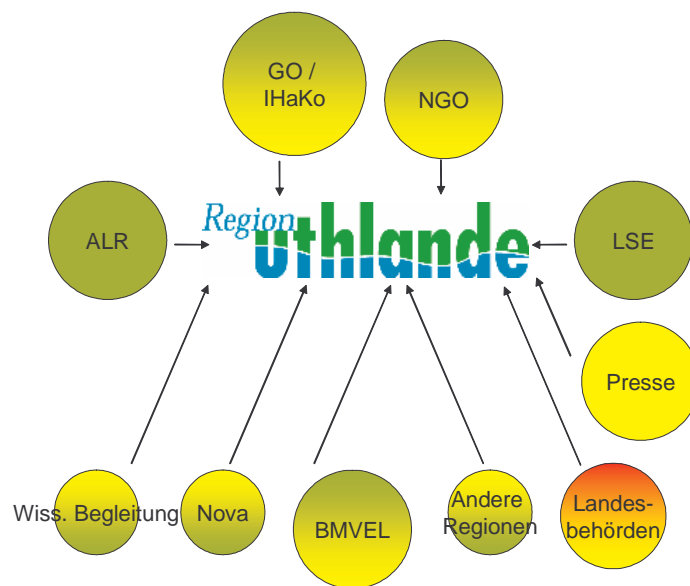 GO /
IHaKo
NGO
Region
uthlande
ALR
LSE
Presse
Wiss. Begleitung
Nova
BMVEL
Andere
Regionen
Landes-
behörden